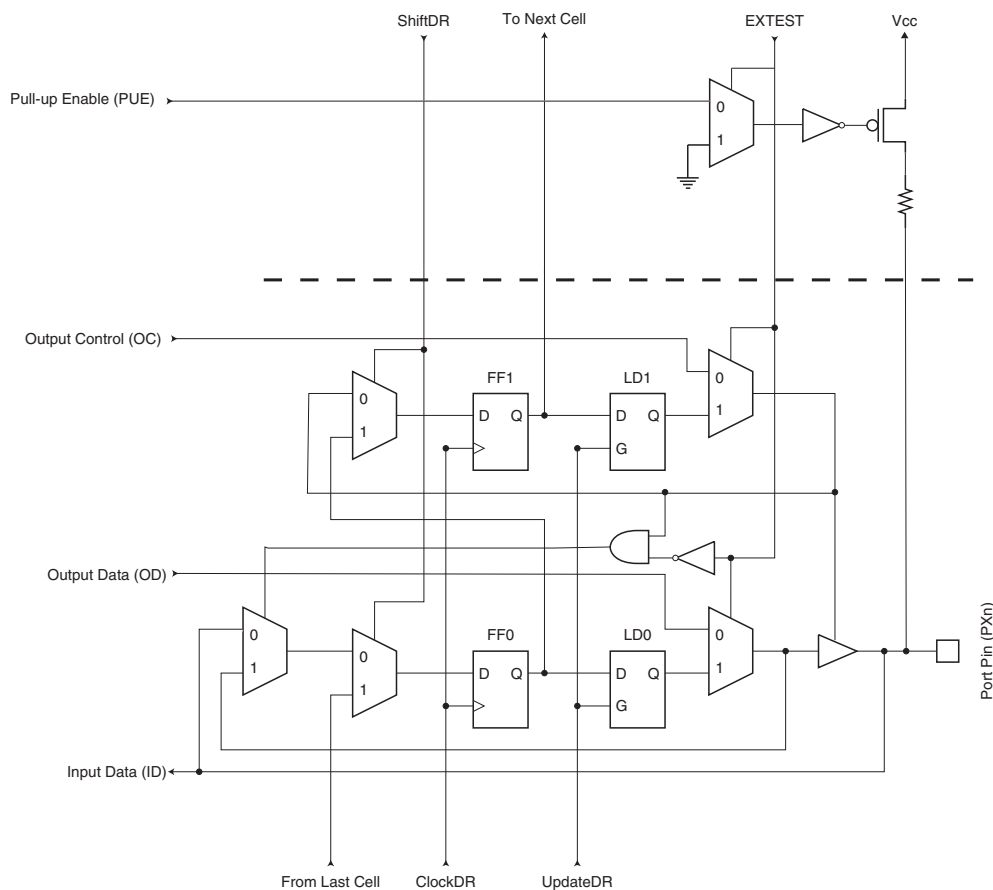 ShiftDR
To Next Cell
EXTEST
Vcc
Pull-up Enable (PUE)
0
1
Output Control (OC)
FF1
LD1
0
1
D Q
D Q
G
0
1
Output Data (OD)
FF0
LD0
0
1
0
1
D Q
D Q
G
0
1
Port Pin (PXn)
Input Data (ID)
From Last Cell
ClockDR
UpdateDR